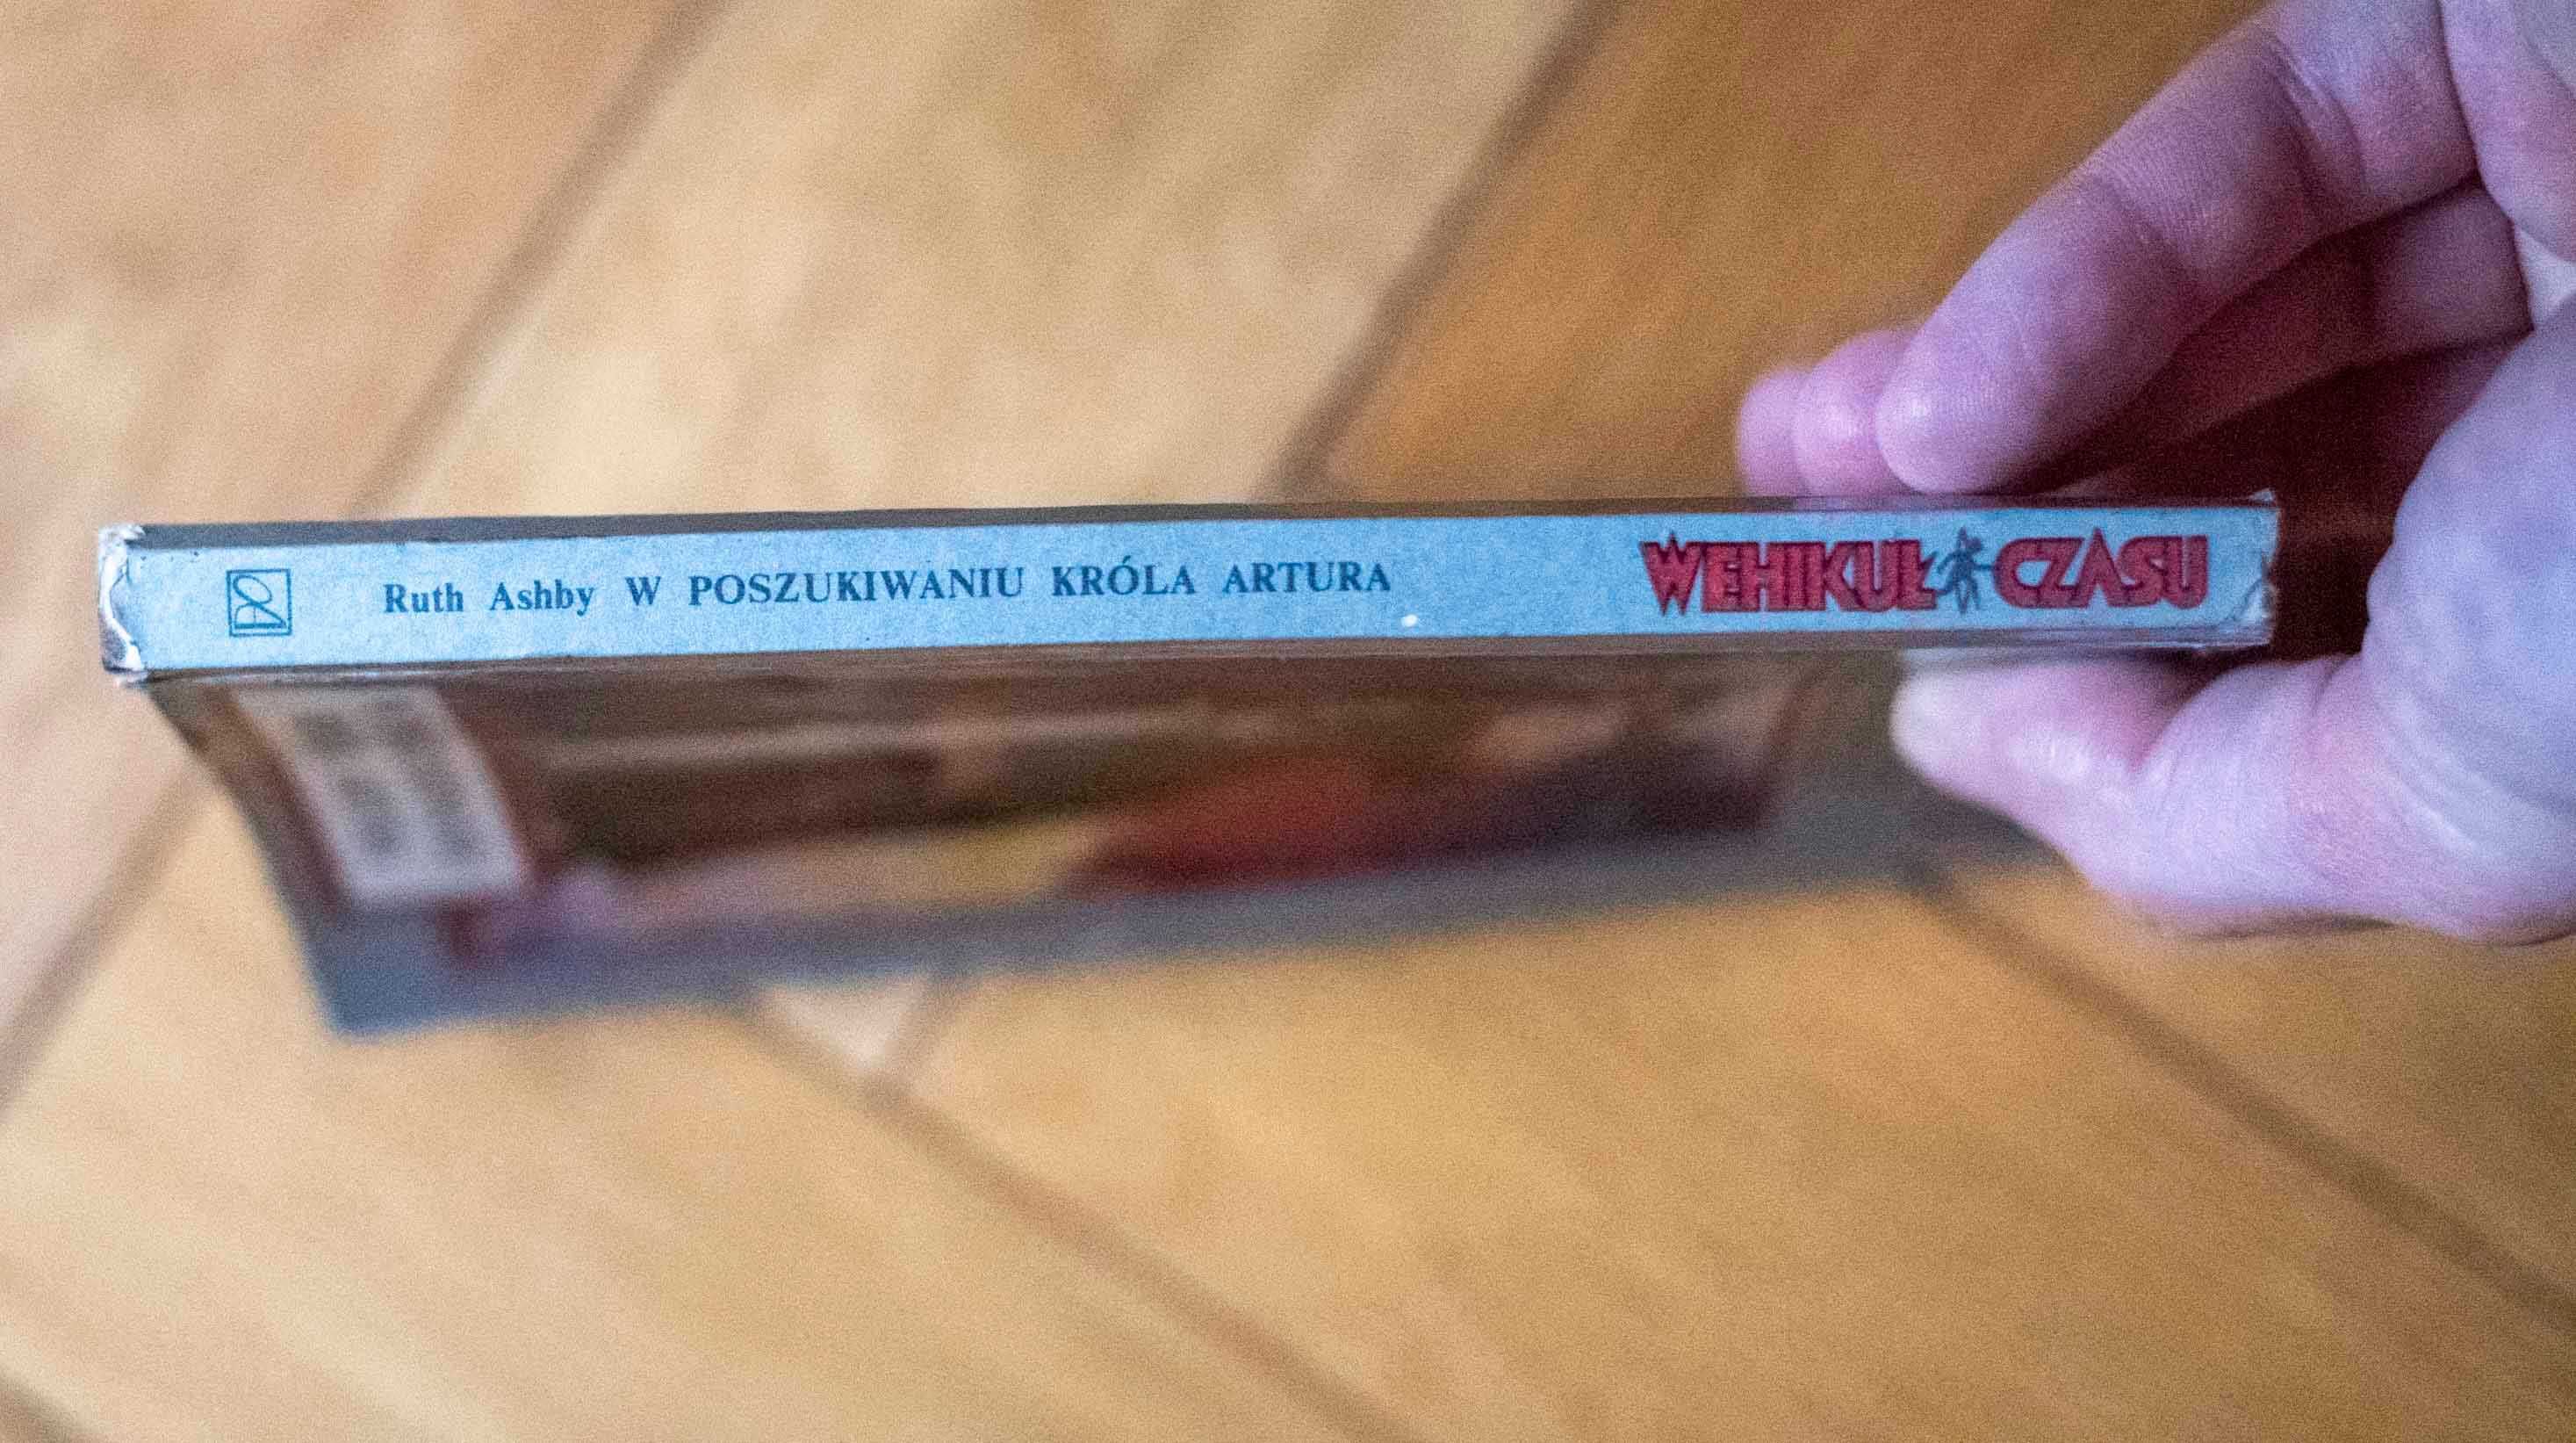 Ruth Ashby W POSZUKIWANIU KRÓLA ARTURA WEHIKUŁ CZASU